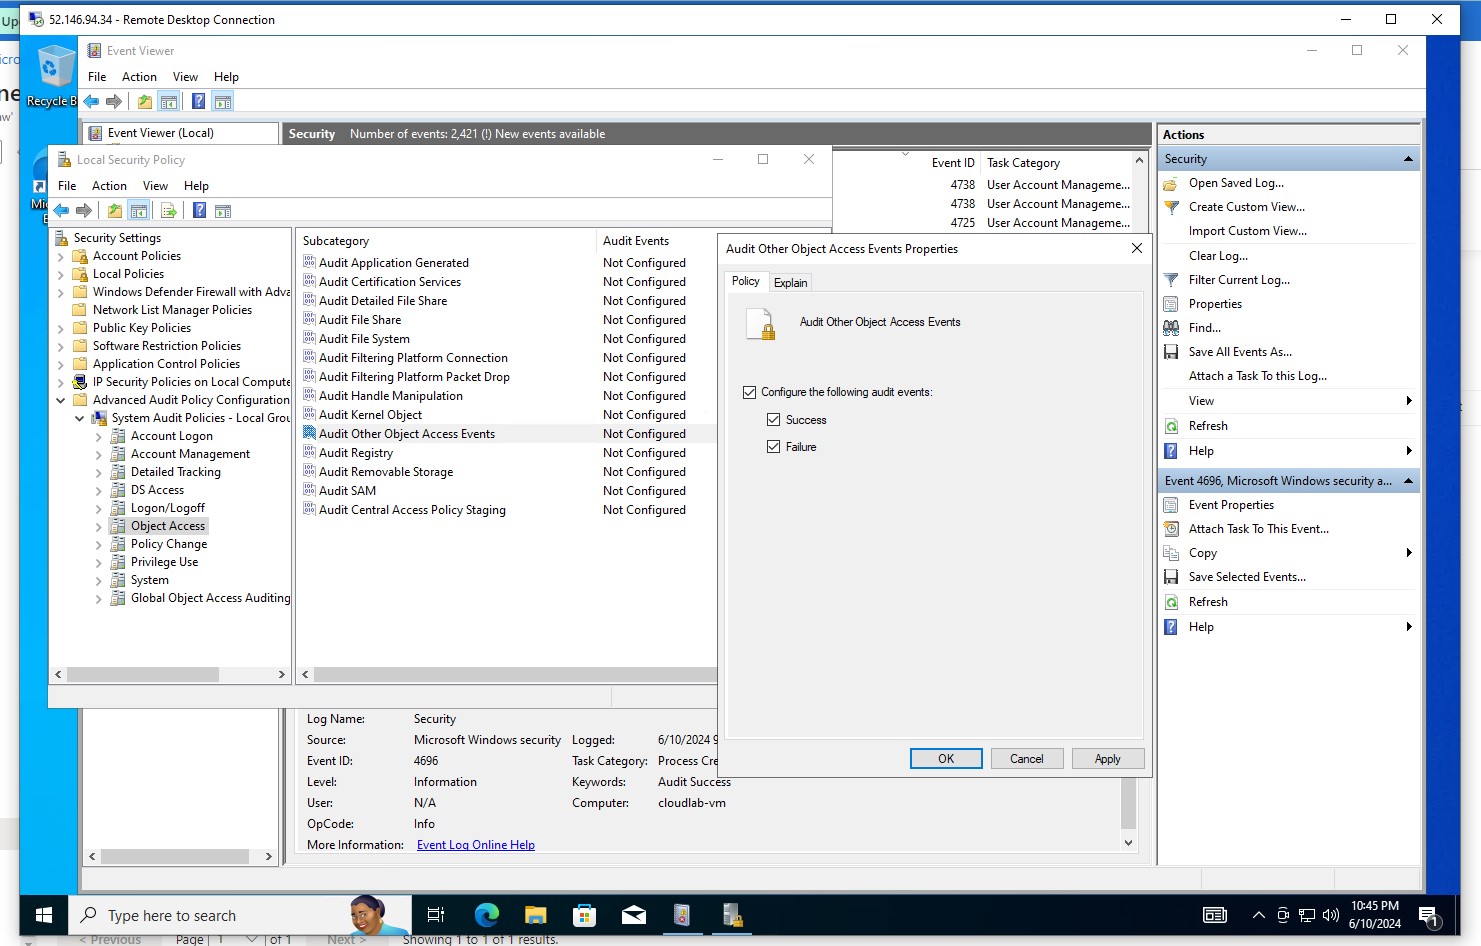 Up
52.146.94.34 - Remote Desktop Connection
Event Viewer
File Action View Help
Recycle B
Event Viewer (Local)
Security Number of events: 2,421 (!) New events available
Event ID Task Category
4738 User Account Manageme...
4738 User Account Manageme...
4725 User Account Manageme...
Local Security Policy
File Action View Help
Security Settings
Account Policies
Local Policies
Windows Defender Firewall with Adva
Network List Manager Policies
Public Key Policies
Software Restriction Policies
Application Control Policies
IP Security Policies on Local Compute
Advanced Audit Policy Configuration
System Audit Policies - Local Grou
Account Logon
Account Management
Detailed Tracking
DS Access
Logon/Logoff
Object Access
Policy Change
Privilege Use
System
Global Object Access Auditing
Subcategory Audit Events
Audit Application Generated Not Configured
Audit Certification Services Not Configured
Audit Detailed File Share Not Configured
Audit File Share Not Configured
Audit File System Not Configured
Audit Filtering Platform Connection Not Configured
Audit Filtering Platform Packet Drop Not Configured
Audit Handle Manipulation Not Configured
Audit Kernel Object Not Configured
Audit Other Object Access Events Not Configured
Audit Registry Not Configured
Audit Removable Storage Not Configured
Audit SAM Not Configured
Audit Central Access Policy Staging Not Configured
Audit Other Object Access Events Properties
Policy Explain
Audit Other Object Access Events
Configure the following audit events:
Success
Failure
OK Cancel Apply
Log Name: Security
Source: Microsoft Windows security Logged: 6/10/2024 9
Event ID: 4696 Task Category: Process Cre
Level: Information Keywords: Audit Success
User: N/A Computer: cloudlab-vm
OpCode: Info
More Information: Event Log Online Help
Actions
Security
Open Saved Log...
Create Custom View...
Import Custom View...
Clear Log...
Filter Current Log...
Properties
Find...
Save All Events As...
Attach a Task To this Log...
View
Refresh
Help
Event 4696, Microsoft Windows security a...
Event Properties
Attach Task To This Event...
Copy
Save Selected Events...
Refresh
Help
Type here to search
10:45 PM
6/10/2024
1
< Previous Page 1 of 1 Next > Showing 1 to 1 of 1 results.